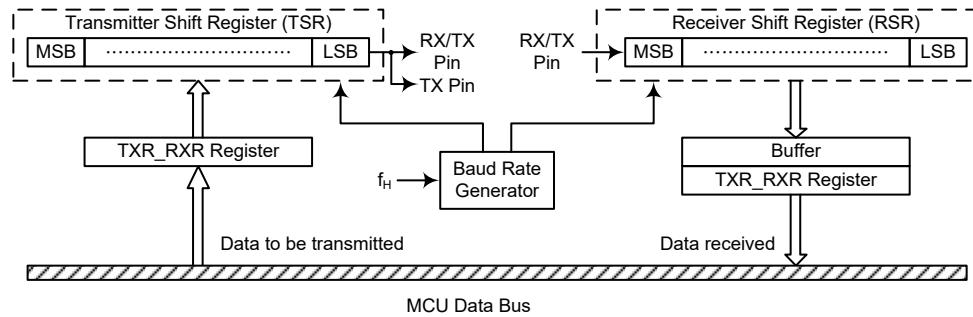 Transmitter Shift Register (TSR)
MSB
LSB
RX/TX
Pin
TX Pin
Receiver Shift Register (RSR)
RX/TX
Pin
MSB
LSB
TXR_RXR Register
fH
Baud Rate
Generator
Buffer
TXR_RXR Register
Data to be transmitted
Data received
MCU Data Bus